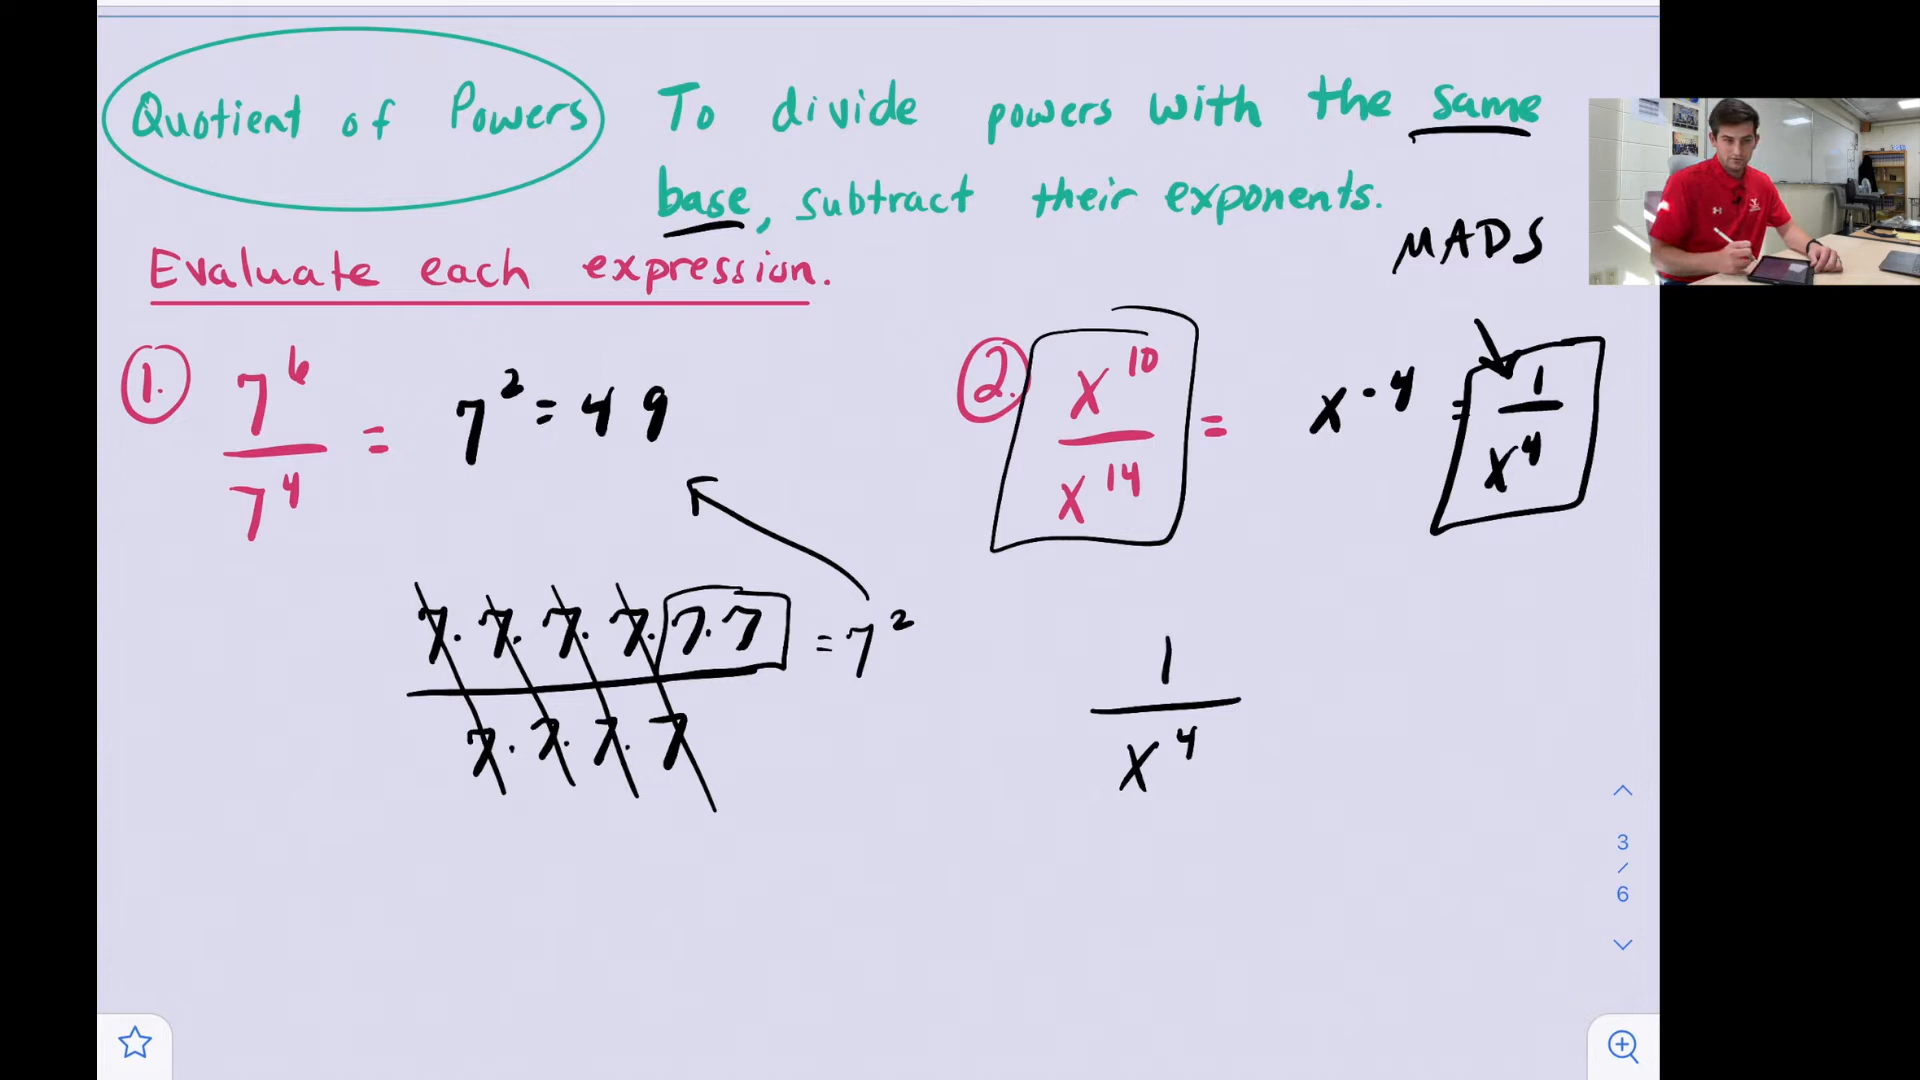 Quotient of Powers
To divide powers with the same
base, subtract their exponents.
MADS
Evaluate each expression.
1. 7^6 / 7^4 = 7^2 = 49
2. x^10 / x^14 = x^-4 = 1 / x^4
7·7·7·7·7·7 / 7·7·7·7 = 7^2
1 / x^4
3
/
6